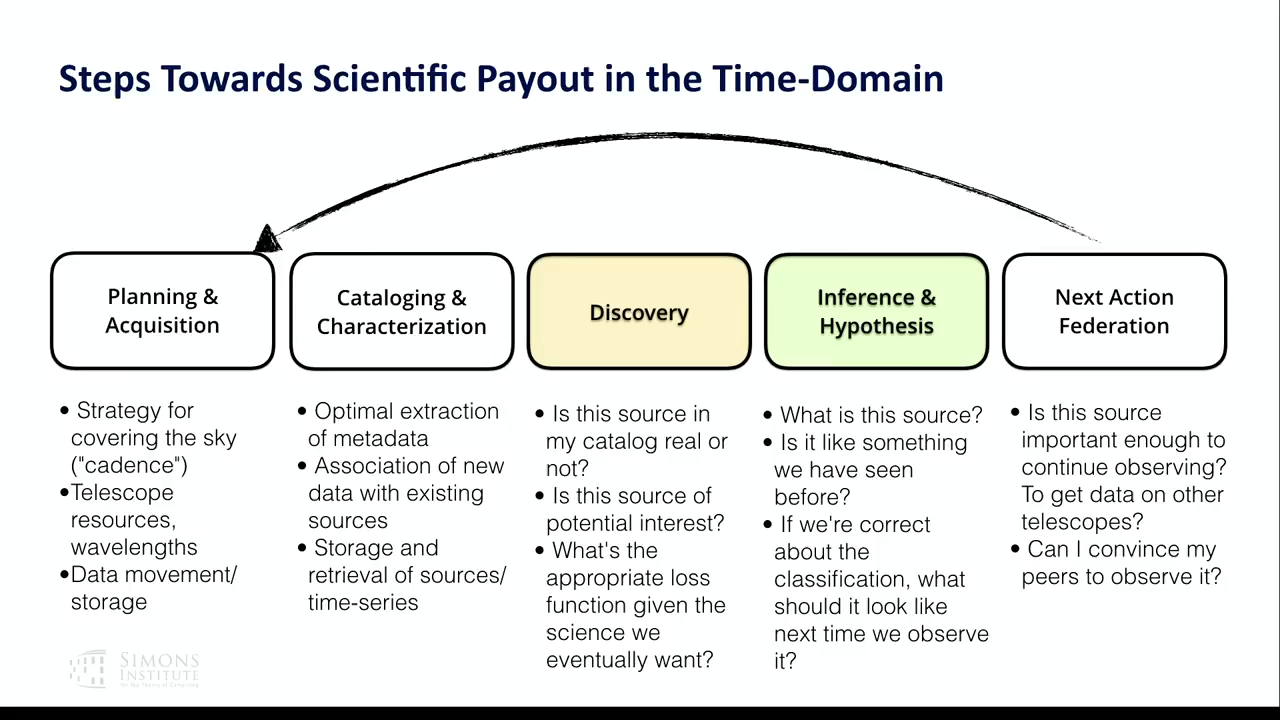 Steps Towards Scientific Payout in the Time-Domain
Planning &
Acquisition
Cataloging &
Characterization
Discovery
Inference &
Hypothesis
Next Action
Federation
• Strategy for
covering the sky
("cadence")
•Telescope
resources,
wavelengths
•Data movement/
storage
• Optimal extraction
of metadata
• Association of new
data with existing
sources
• Storage and
retrieval of sources/
time-series
• Is this source in
my catalog real or
not?
• Is this source of
potential interest?
• What's the
appropriate loss
function given the
science we
eventually want?
• What is this source?
• Is it like something
we have seen
before?
• If we're correct
about the
classification, what
should it look like
next time we observe
it?
• Is this source
important enough to
continue observing?
To get data on other
telescopes?
• Can I convince my
peers to observe it?
SIMONS
INSTITUTE
for the Theory of Computing